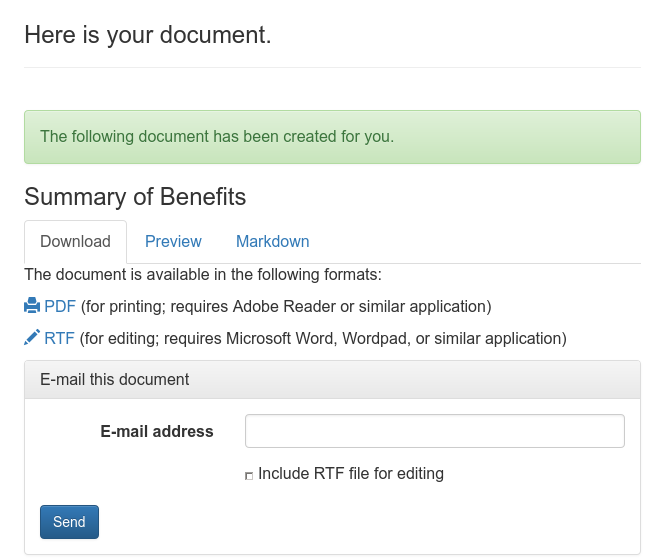 Here is your document.
The following document has been created for you.
Summary of Benefits
Download Preview Markdown
The document is available in the following formats:
PDF (for printing; requires Adobe Reader or similar application)
RTF (for editing; requires Microsoft Word, Wordpad, or similar application)
E-mail this document
E-mail address
Include RTF file for editing
Send